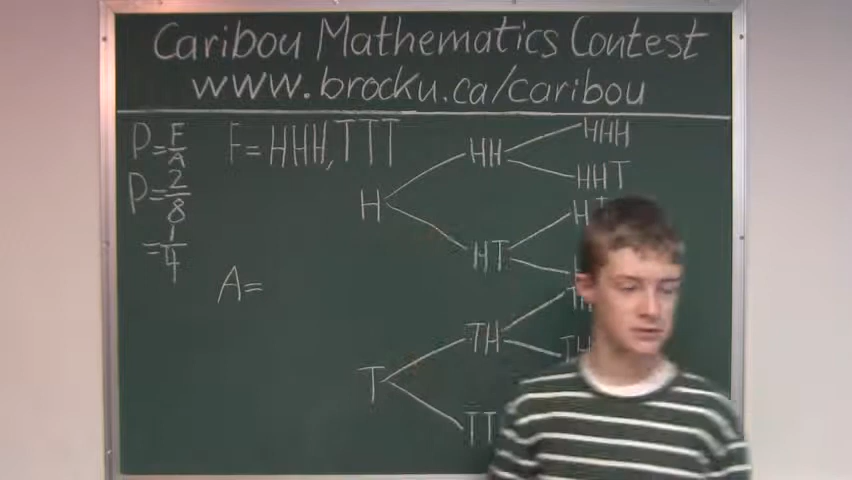 Caribou Mathematics Contest
www.brocku.ca/caribou
P=F/A
P=2/8
=1/4
F=HHH,TTT
A=
H
T
HH
HT
TH
TT
HHH
HHT